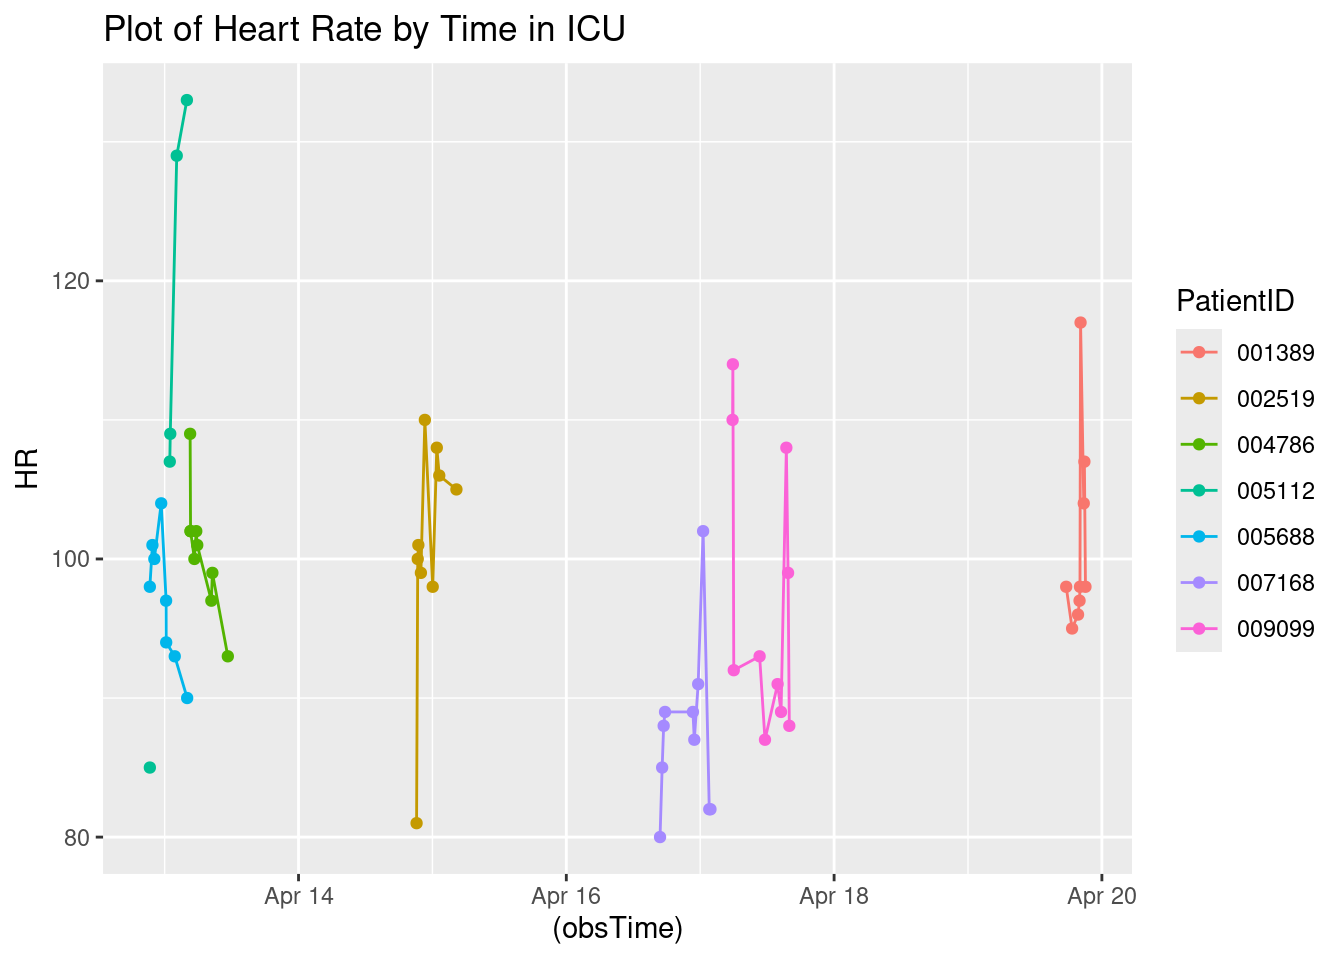 Plot of Heart Rate by Time in ICU
HR
120
100
80
Apr 14
Apr 16
Apr 18
Apr 20
(obsTime)
PatientID
001389
002519
004786
005112
005688
007168
009099